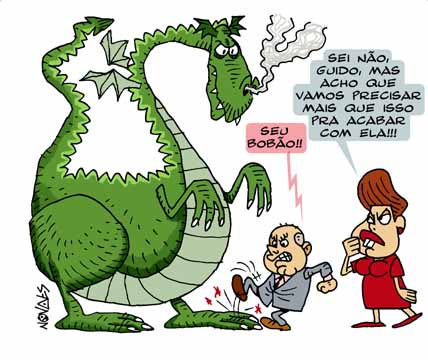 SEI NÃO,
GUIDO, MAS
ACHO QUE
VAMOS PRECISAR
MAIS QUE ISSO
PRA ACABAR
COM ELA!!!
SEU
BOBÃO!!
NOVAES